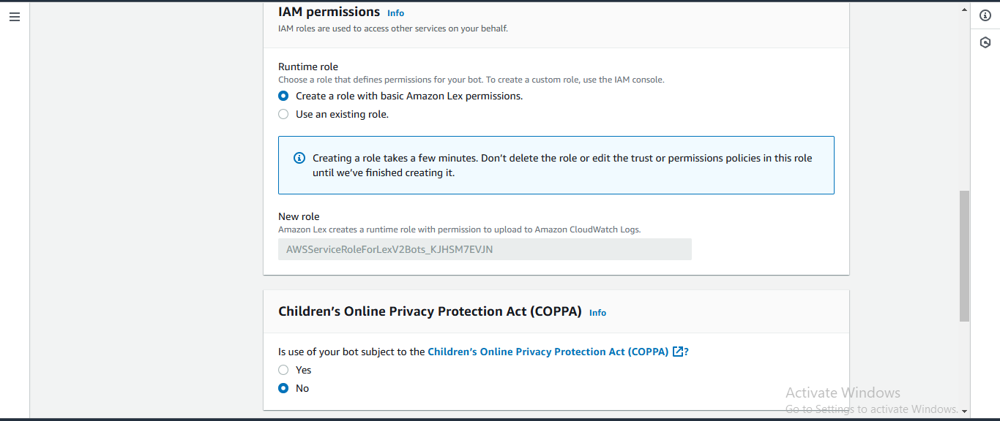 IAM permissions Info
IAM roles are used to access other services on your behalf.
Runtime role
Choose a role that defines permissions for your bot. To create a custom role, use the IAM console.
Create a role with basic Amazon Lex permissions.
Use an existing role.
Creating a role takes a few minutes. Don’t delete the role or edit the trust or permissions policies in this role
until we’ve finished creating it.
New role
Amazon Lex creates a runtime role with permission to upload to Amazon CloudWatch Logs.
AWSServiceRoleForLexV2Bots_KJHSM7EVJN
Children’s Online Privacy Protection Act (COPPA) Info
Is use of your bot subject to the Children’s Online Privacy Protection Act (COPPA) ?
Yes
No
Activate Windows
Go to Settings to activate Windows.